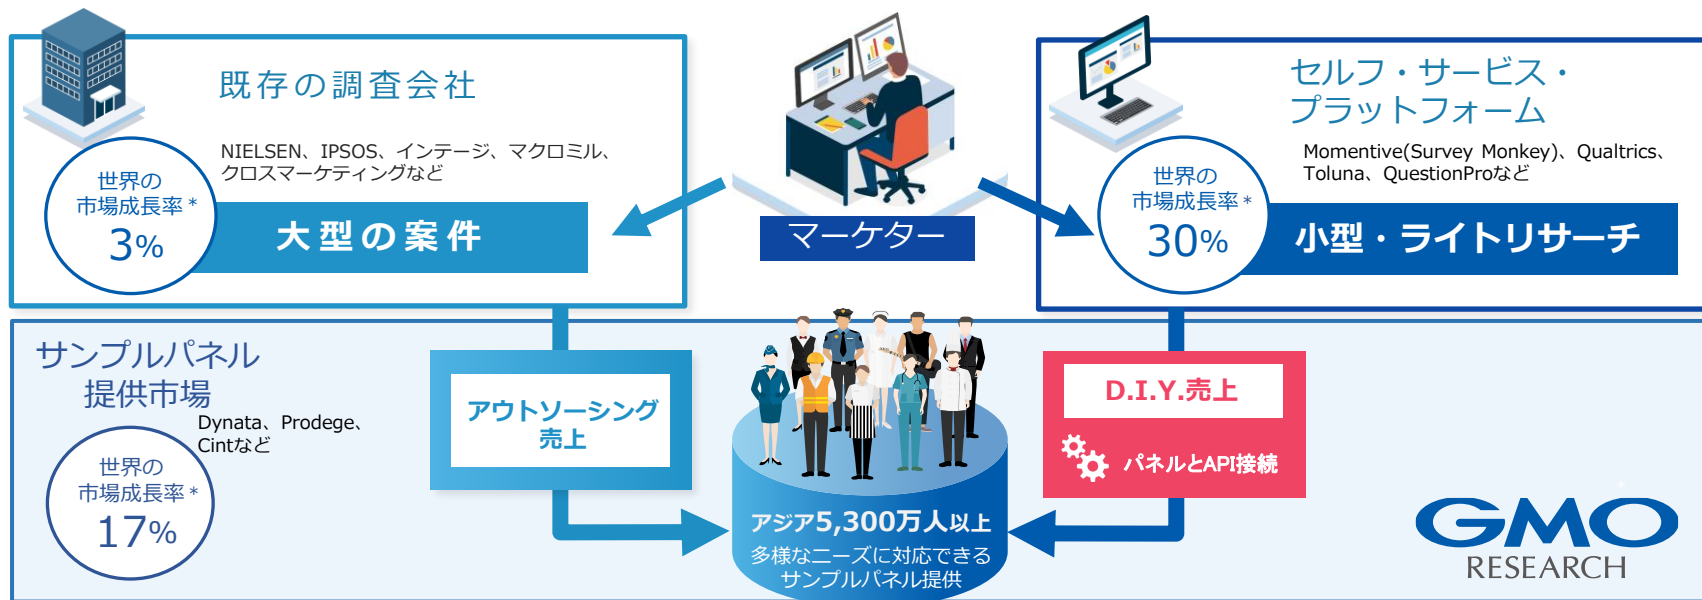 既存の調査会社
NIELSEN、IPSOS、インテージ、マクロミル、
クロスマーケティングなど
世界の
市場成長率*
3%
大型の案件
マーケター
セルフ・サービス・
プラットフォーム
Momentive(Survey Monkey)、Qualtrics、
Toluna、QuestionProなど
世界の
市場成長率*
30%
小型・ライトリサーチ
サンプルパネル
提供市場
Dynata、Prodege、
Cintなど
世界の
市場成長率*
17%
アウトソーシング
売上
アジア5,300万人以上
多様なニーズに対応できる
サンプルパネル提供
D.I.Y.売上
パネルとAPI接続
GMO
RESEARCH